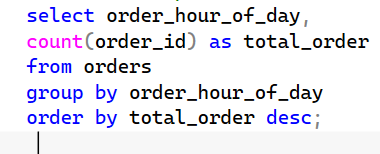 select order_hour_of_day,
count(order_id) as total_order
from orders
group by order_hour_of_day
order by total_order desc;